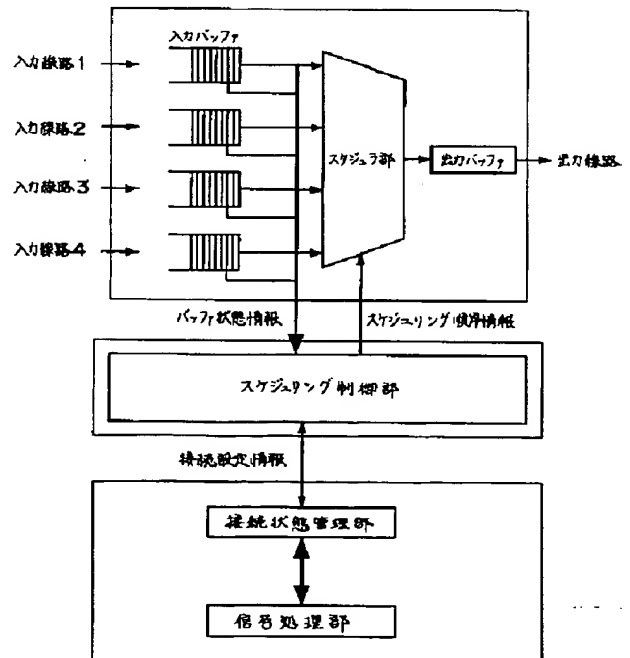 入力バッファ
入力線路1
入力線路2
入力線路3
入力線路4
スケジュラ部
出力バッファ
出力線路
バッファ状態情報
スケジュリング順序情報
スケジュリング制御部
接続設定情報
接続状態管理部
信号処理部